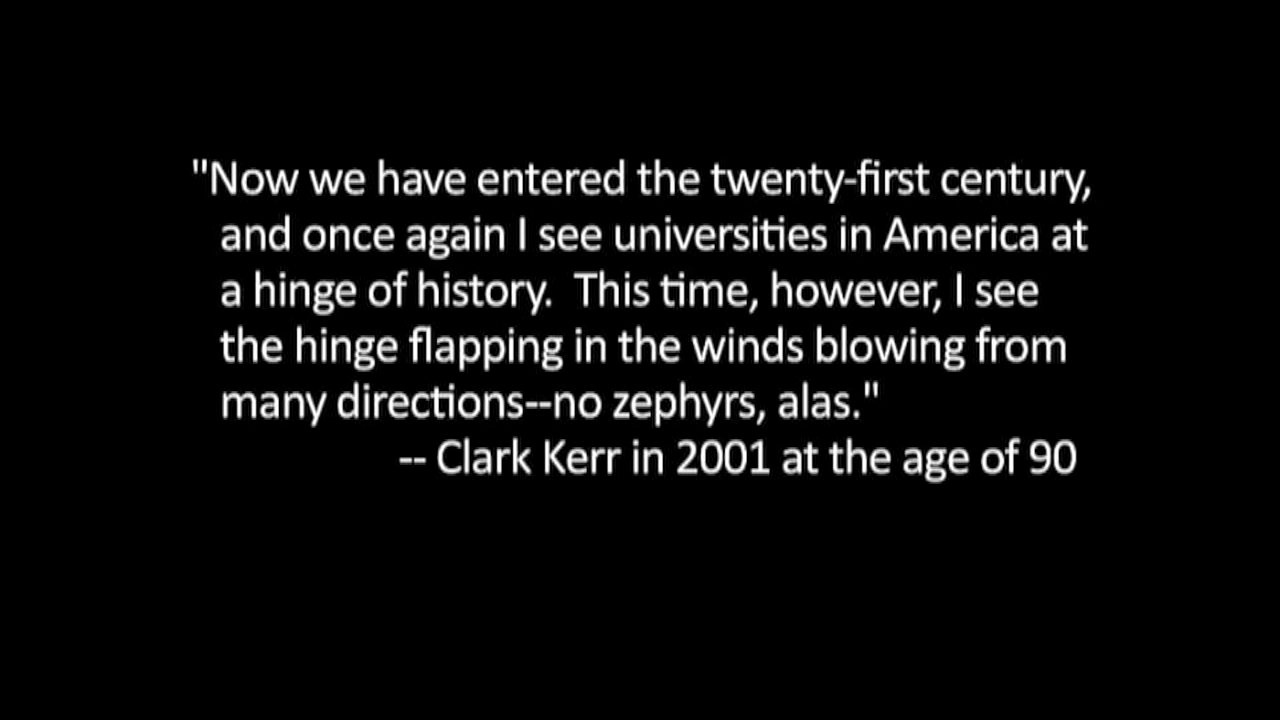 "Now we have entered the twenty-first century,
and once again I see universities in America at
a hinge of history.  This time, however, I see
the hinge flapping in the winds blowing from
many directions--no zephyrs, alas."
-- Clark Kerr in 2001 at the age of 90